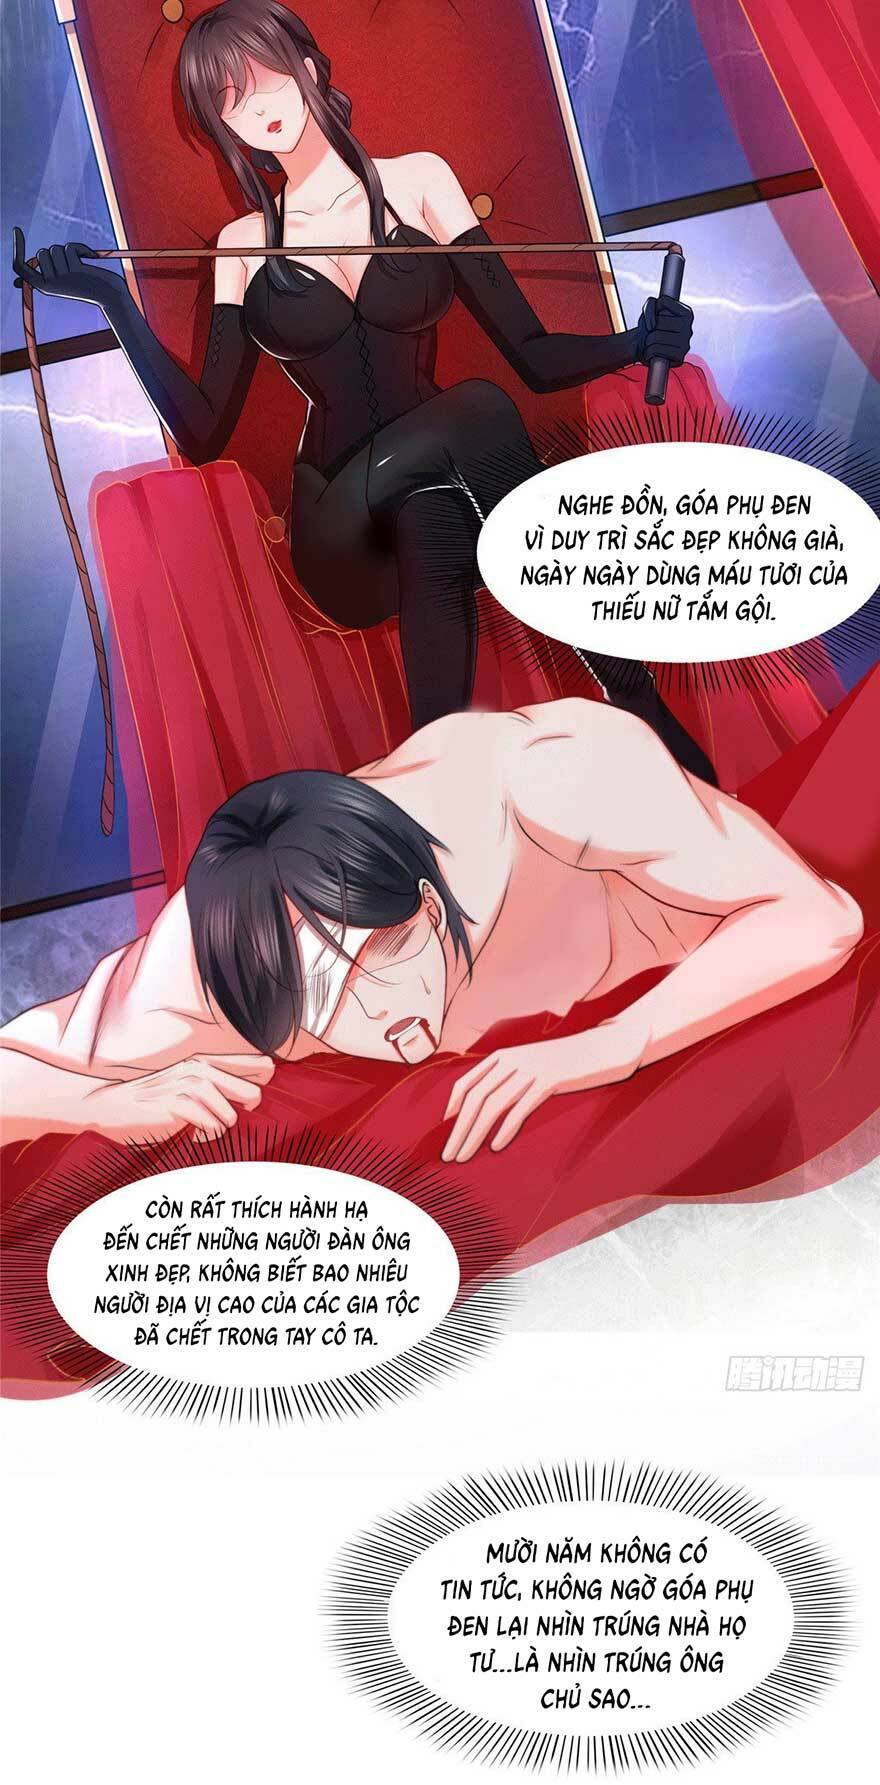 NGHE ĐỒN, GÓA PHỤ ĐEN
VÌ DUY TRÌ SẮC ĐẸP KHÔNG GIÀ,
NGÀY NGÀY DÙNG MÁU TƯƠI CỦA
THIẾU NỮ TẮM GỘI.
CÒN RẤT THÍCH HÀNH HẠ
ĐẾN CHẾT NHỮNG NGƯỜI ĐÀN ÔNG
XINH ĐẸP, KHÔNG BIẾT BAO NHIÊU
NGƯỜI ĐỊA VỊ CAO CỦA CÁC GIA TỘC
ĐÃ CHẾT TRONG TAY CÔ TA.
腾讯动漫
MƯỜI NĂM KHÔNG CÓ
TIN TỨC, KHÔNG NGỜ GÓA PHỤ
ĐEN LẠI NHÌN TRÚNG NHÀ HỌ
TƯ...LÀ NHÌN TRÚNG ÔNG
CHỦ SAO...